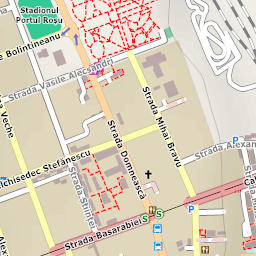 Stadionul
Portul Roșu
Bolintineanu
Strada Vasile Alecsandri
Strada Mihai Bravu
Strada Domnească
Strada Alexan
a Veche
lchisedec Ștefănescu
Strada Științei
Strada Basarabiei
S
S
P
P
P